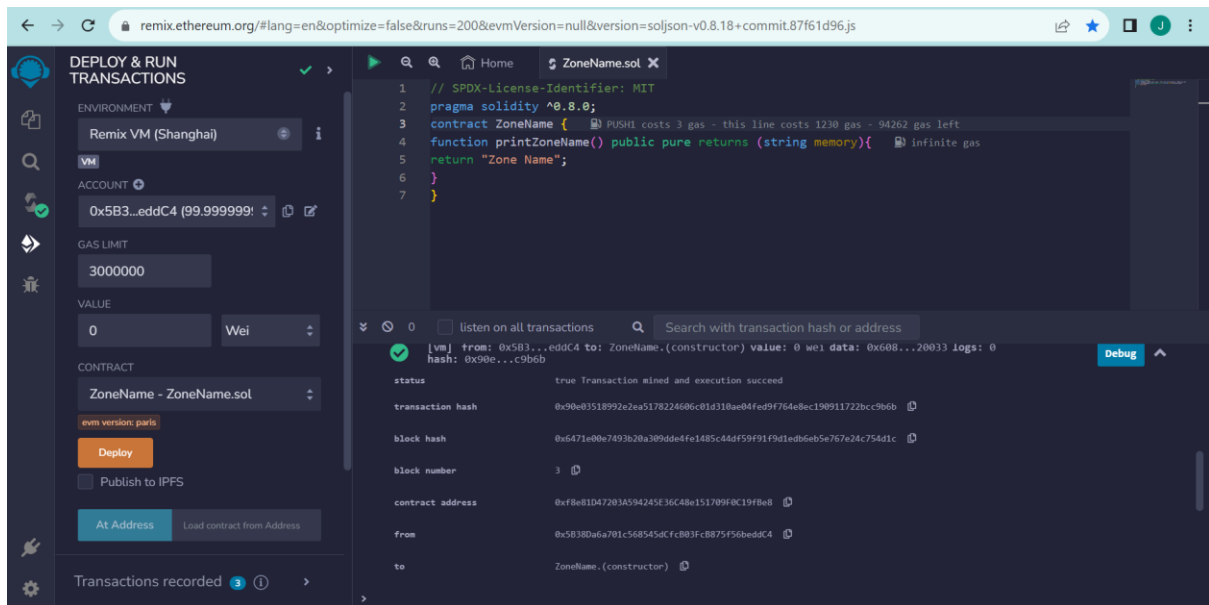 remix.ethereum.org/#lang=en&optimize=false&runs=200&evmVersion=null&version=soljson-v0.8.18+commit.87f61d96.js
J
DEPLOY & RUN
TRANSACTIONS
ENVIRONMENT
Remix VM (Shanghai)
i
VM
ACCOUNT
0x5B3...eddC4 (99.9999999
GAS LIMIT
3000000
VALUE
0
Wei
CONTRACT
ZoneName - ZoneName.sol
evm version: paris
Deploy
Publish to IPFS
At Address
Load contract from Address
Transactions recorded 3 i
Home
ZoneName.sol
1 // SPDX-License-Identifier: MIT
2 pragma solidity ^0.8.0;
3 contract ZoneName { PUSH1 costs 3 gas - this line costs 1230 gas - 94262 gas left
4 function printZoneName() public pure returns (string memory){ infinite gas
5 return "Zone Name";
6 }
7 }
0
listen on all transactions
Search with transaction hash or address
[vm] from: 0x5B3...eddC4 to: ZoneName.(constructor) value: 0 wei data: 0x608...20033 logs: 0
hash: 0x90e...c9b6b
Debug
status true Transaction mined and execution succeed
transaction hash 0x90e03518992e2ea5178224606c01d310ae04fed9f764e8ec190911722bcc9b6b
block hash 0x6471e00e7493b20a309dde4fe1485c44df59f91f9d1edb6eb5e767e24c754d1c
block number 3
contract address 0xf8e81D47203A594245E36C48e151709F0C19fBe8
from 0x5B38Da6a701c568545dCfcB03FcB875f56beddC4
to ZoneName.(constructor)